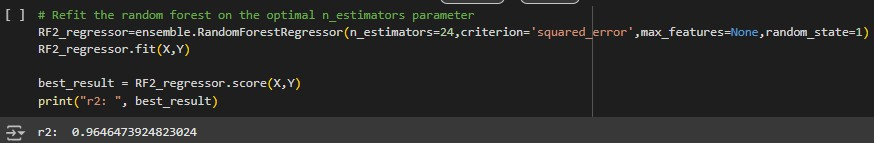 [ ] # Refit the random forest on the optimal n_estimators parameter
RF2_regressor=ensemble.RandomForestRegressor(n_estimators=24,criterion='squared_error',max_features=None,random_state=1)
RF2_regressor.fit(X,Y)
best_result = RF2_regressor.score(X,Y)
print("r2: ", best_result)
r2:  0.9646473924823024